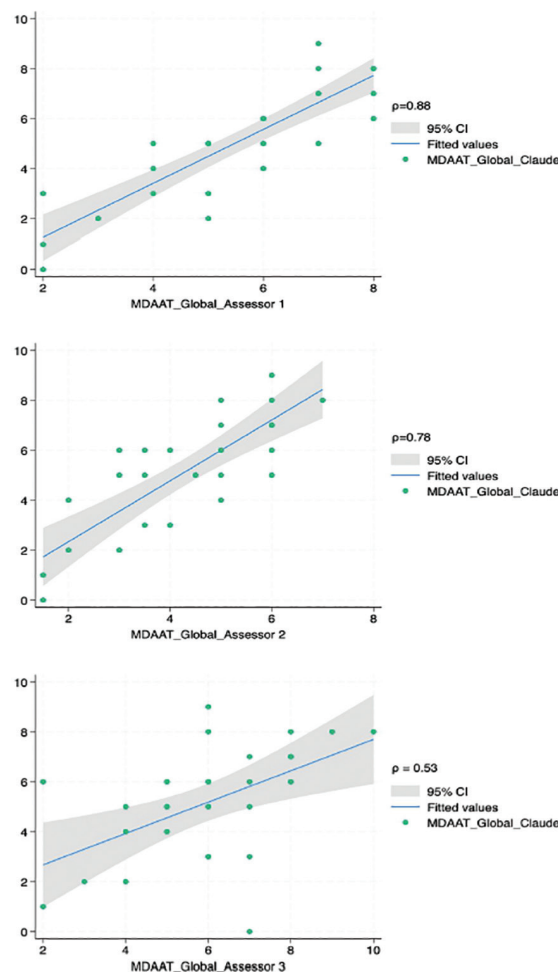 10
8
6
4
2
0
2
4
6
8
MDAAT_Global_Assessor 1
ρ=0.88
95% CI
Fitted values
MDAAT_Global_Claude
10
8
6
4
2
0
2
4
6
8
MDAAT_Global_Assessor 2
ρ=0.78
95% CI
Fitted values
MDAAT_Global_Claude
10
8
6
4
2
0
2
4
6
8
10
MDAAT_Global_Assessor 3
ρ = 0.53
95% CI
Fitted values
MDAAT_Global_Claude